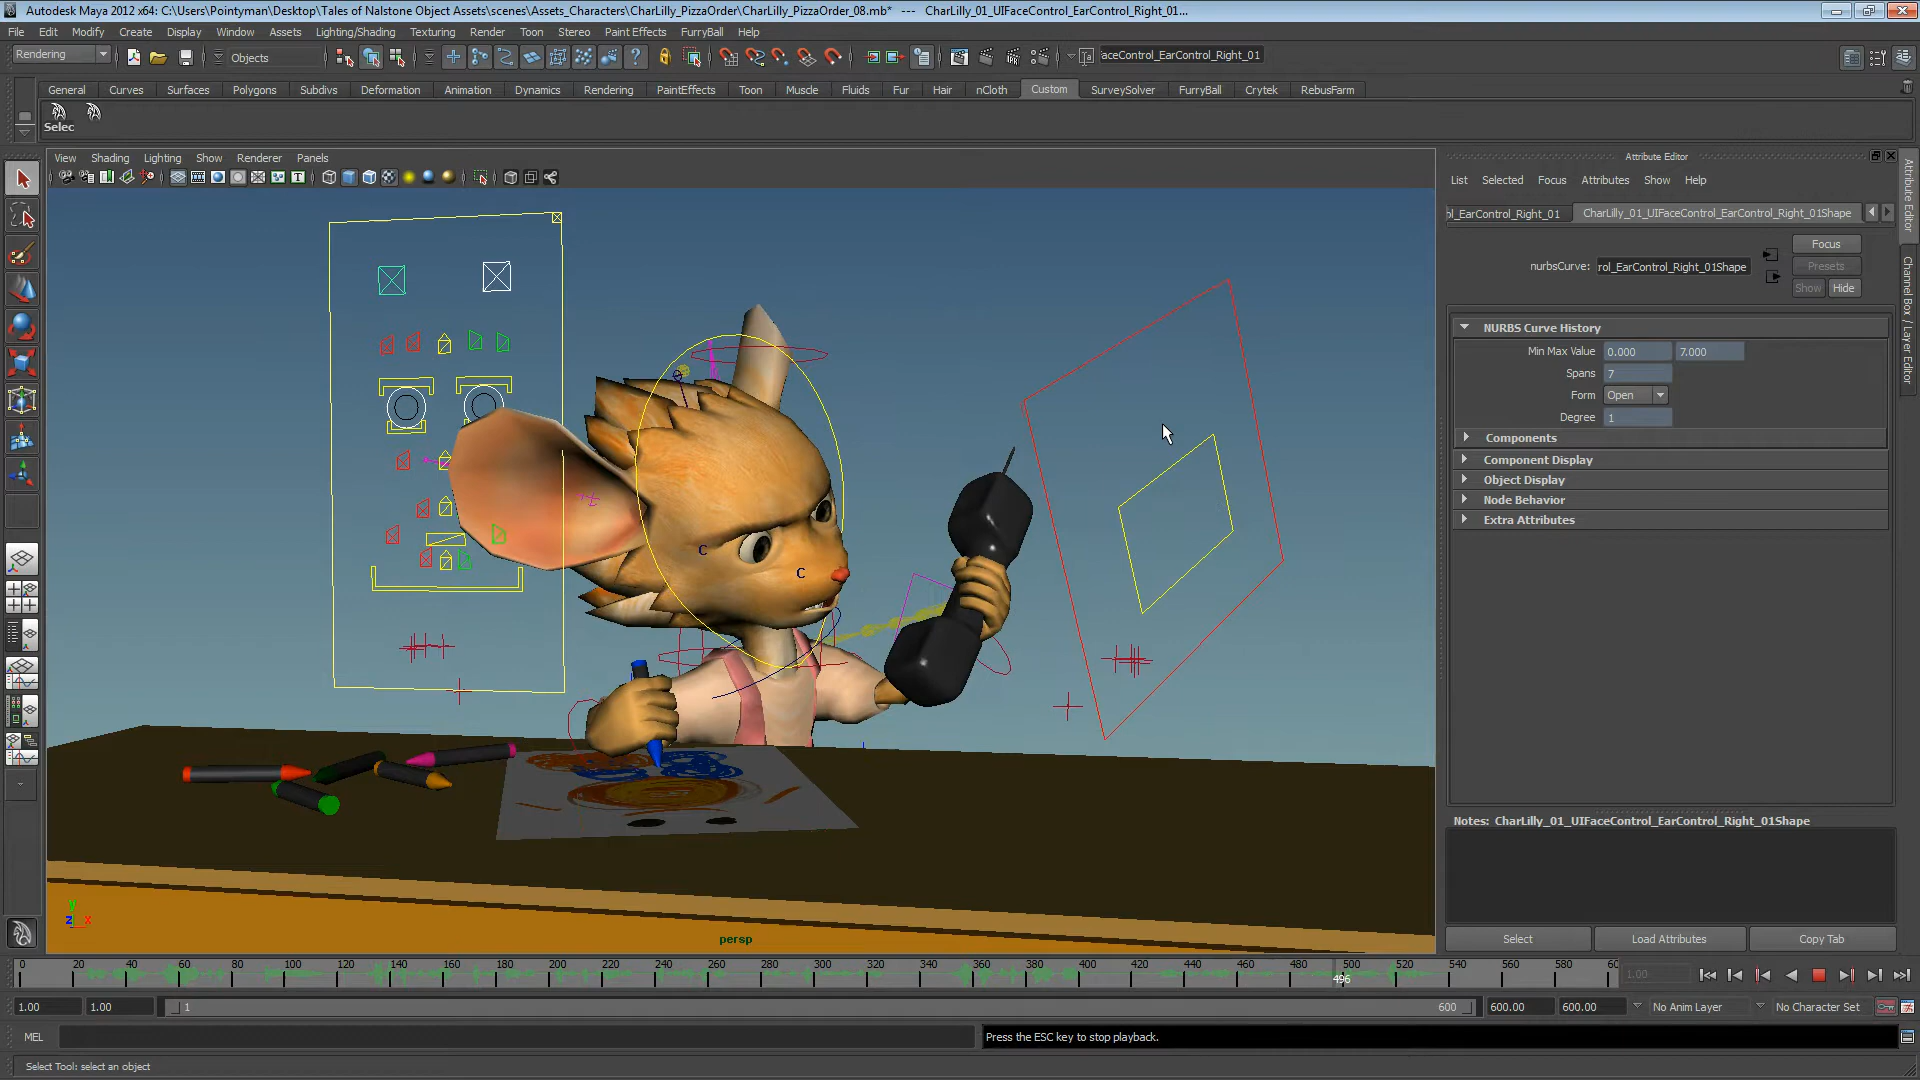 Autodesk Maya 2012 x64: C:\Users\Pointyman\Desktop\Tales of Nalstone Object Assets\scenes\Assets_Characters\CharLilly_PizzaOrder\CharLilly_PizzaOrder_08.mb* --- CharLilly_01_UIFaceControl_EarControl_Right_01...
File Edit Modify Create Display Window Assets Lighting/Shading Texturing Render Toon Stereo Paint Effects FurryBall Help
Rendering Objects aceControl_EarControl_Right_01
General Curves Surfaces Polygons Subdivs Deformation Animation Dynamics Rendering PaintEffects Toon Muscle Fluids Fur Hair nCloth Custom SurveySolver FurryBall Crytek RebusFarm
Selec
View Shading Lighting Show Renderer Panels
Attribute Editor
List Selected Focus Attributes Show Help
ol_EarControl_Right_01 CharLilly_01_UIFaceControl_EarControl_Right_01Shape
Focus
nurbsCurve: rol_EarControl_Right_01Shape
Presets
Show Hide
NURBS Curve History
Min Max Value 0.000 7.000
Spans 7
Form Open
Degree 1
Components
Component Display
Object Display
Node Behavior
Extra Attributes
Attribute Editor
Channel Box / Layer Editor
C
C
y
z x
persp
Notes: CharLilly_01_UIFaceControl_EarControl_Right_01Shape
Select Load Attributes Copy Tab
0 20 40 60 80 100 120 140 160 180 200 220 240 260 280 300 320 340 360 380 400 420 440 460 480 500 520 540 560 580 60
496
1.00
1.00 1.00 1 600 600.00 600.00 No Anim Layer No Character Set
MEL Press the ESC key to stop playback.
Select Tool: select an object